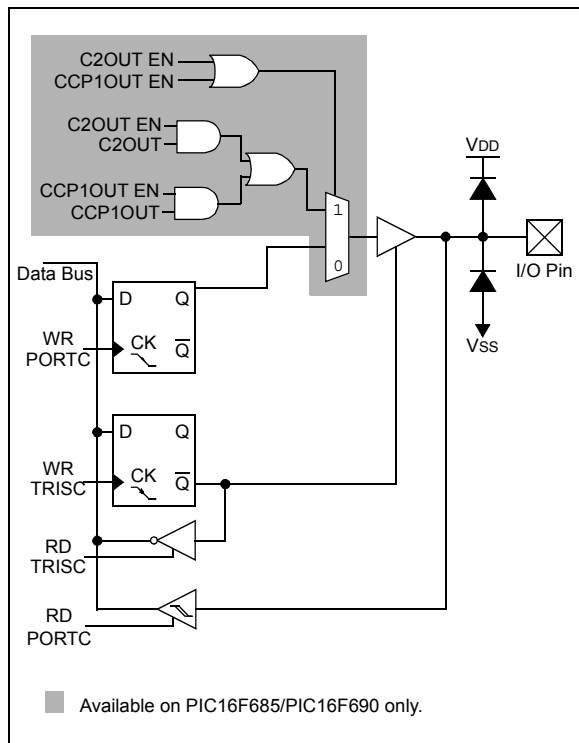 C2OUT EN
CCP1OUT EN
C2OUT EN
C2OUT
CCP1OUT EN
CCP1OUT
1
0
VDD
I/O Pin
VSS
Data Bus
D Q
WR
PORTC
CK Q
D Q
WR
TRISC
CK Q
RD
TRISC
RD
PORTC
Available on PIC16F685/PIC16F690 only.